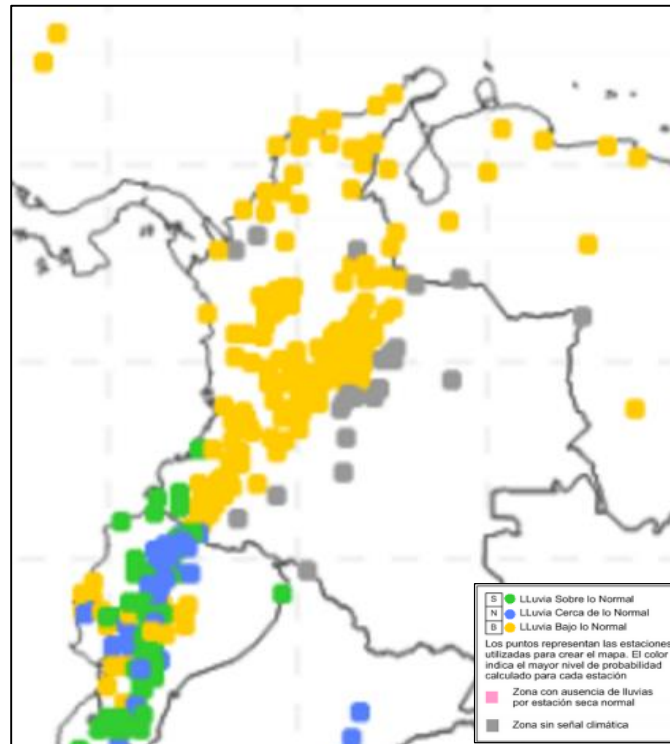 S LLuvia Sobre lo Normal
N LLuvia Cerca de lo Normal
B LLuvia Bajo lo Normal
Los puntos representan las estaciones
utilizadas para crear el mapa. El color
indica el mayor nivel de probabilidad
calculado para cada estación
Zona con ausencia de lluvias
por estación seca normal
Zona sin señal climática